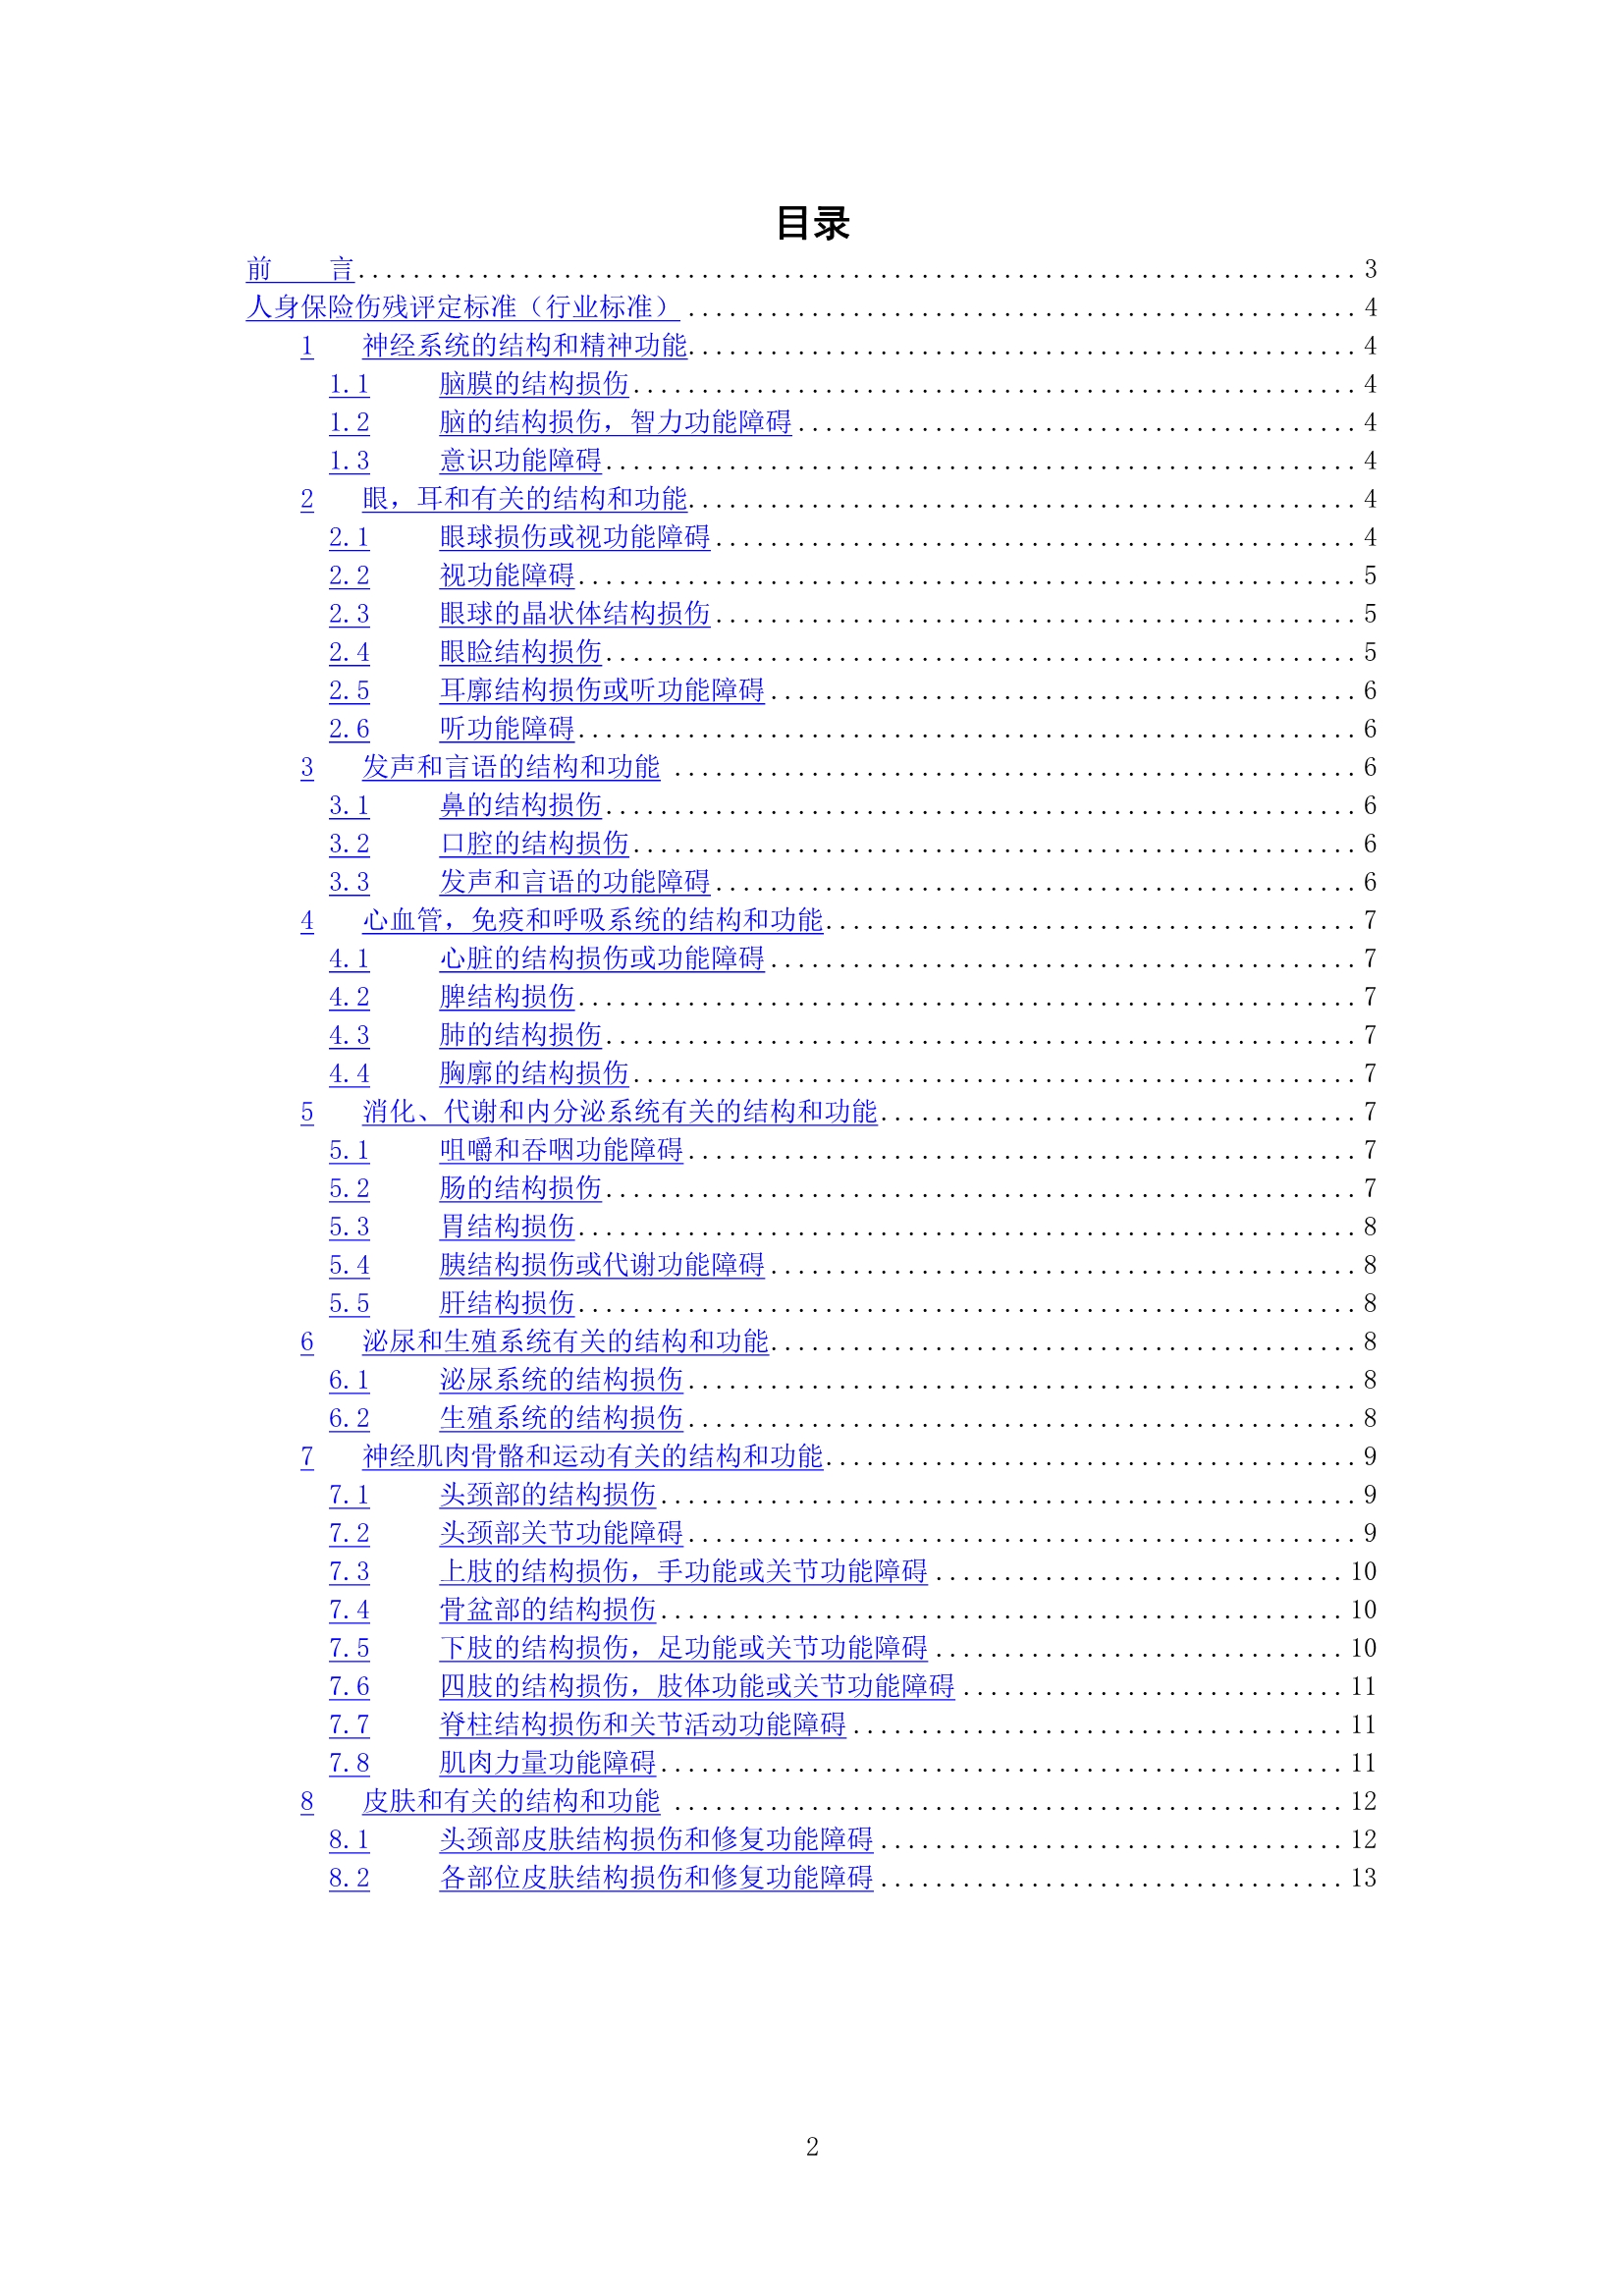 目录
前 言 3
人身保险伤残评定标准（行业标准） 4
1 神经系统的结构和精神功能 4
1.1 脑膜的结构损伤 4
1.2 脑的结构损伤，智力功能障碍 4
1.3 意识功能障碍 4
2 眼，耳和有关的结构和功能 4
2.1 眼球损伤或视功能障碍 4
2.2 视功能障碍 5
2.3 眼球的晶状体结构损伤 5
2.4 眼睑结构损伤 5
2.5 耳廓结构损伤或听功能障碍 6
2.6 听功能障碍 6
3 发声和言语的结构和功能 6
3.1 鼻的结构损伤 6
3.2 口腔的结构损伤 6
3.3 发声和言语的功能障碍 6
4 心血管，免疫和呼吸系统的结构和功能 7
4.1 心脏的结构损伤或功能障碍 7
4.2 脾结构损伤 7
4.3 肺的结构损伤 7
4.4 胸廓的结构损伤 7
5 消化、代谢和内分泌系统有关的结构和功能 7
5.1 咀嚼和吞咽功能障碍 7
5.2 肠的结构损伤 7
5.3 胃结构损伤 8
5.4 胰结构损伤或代谢功能障碍 8
5.5 肝结构损伤 8
6 泌尿和生殖系统有关的结构和功能 8
6.1 泌尿系统的结构损伤 8
6.2 生殖系统的结构损伤 8
7 神经肌肉骨骼和运动有关的结构和功能 9
7.1 头颈部的结构损伤 9
7.2 头颈部关节功能障碍 9
7.3 上肢的结构损伤，手功能或关节功能障碍 10
7.4 骨盆部的结构损伤 10
7.5 下肢的结构损伤，足功能或关节功能障碍 10
7.6 四肢的结构损伤，肢体功能或关节功能障碍 11
7.7 脊柱结构损伤和关节活动功能障碍 11
7.8 肌肉力量功能障碍 11
8 皮肤和有关的结构和功能 12
8.1 头颈部皮肤结构损伤和修复功能障碍 12
8.2 各部位皮肤结构损伤和修复功能障碍 13
2